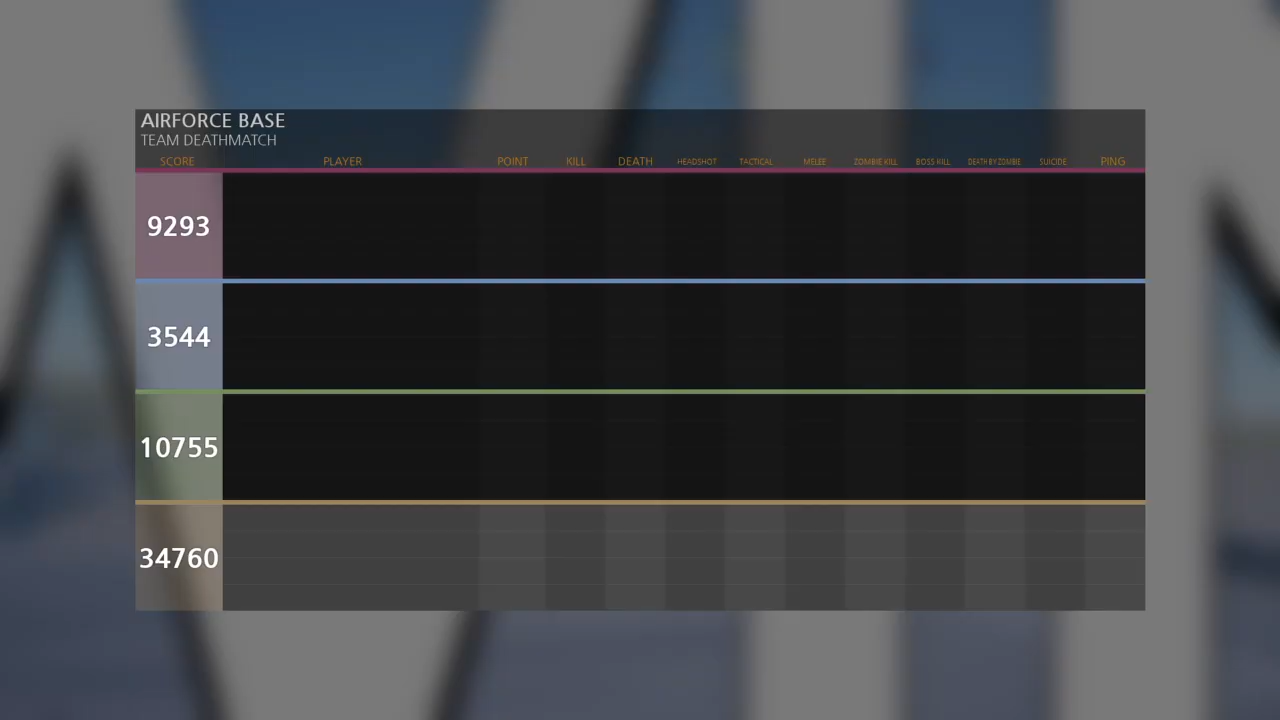 AIRFORCE BASE
TEAM DEATHMATCH
SCORE PLAYER POINT KILL DEATH HEADSHOT TACTICAL MELEE ZOMBIE KILL BOSS KILL DEATH BY ZOMBIE SUICIDE PING
9293
3544
10755
34760